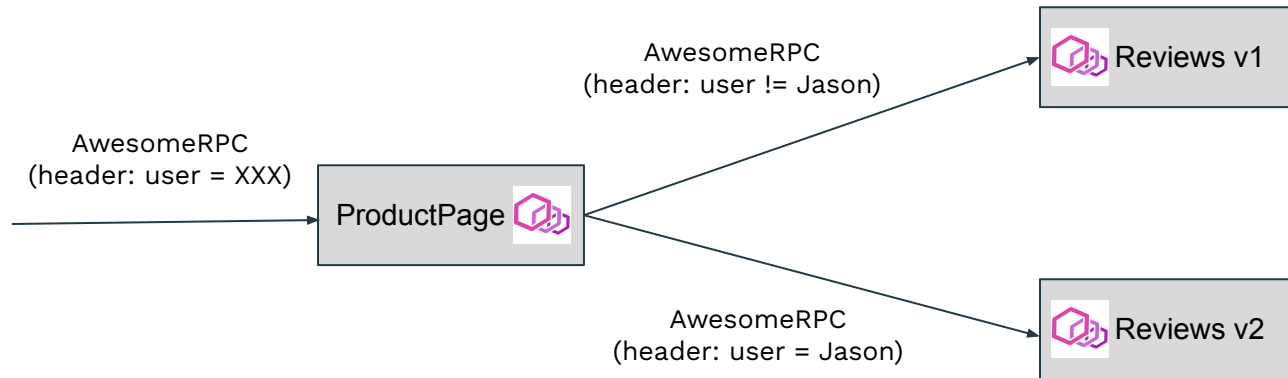 AwesomeRPC
(header: user = XXX)
ProductPage
AwesomeRPC
(header: user != Jason)
Reviews v1
AwesomeRPC
(header: user = Jason)
Reviews v2